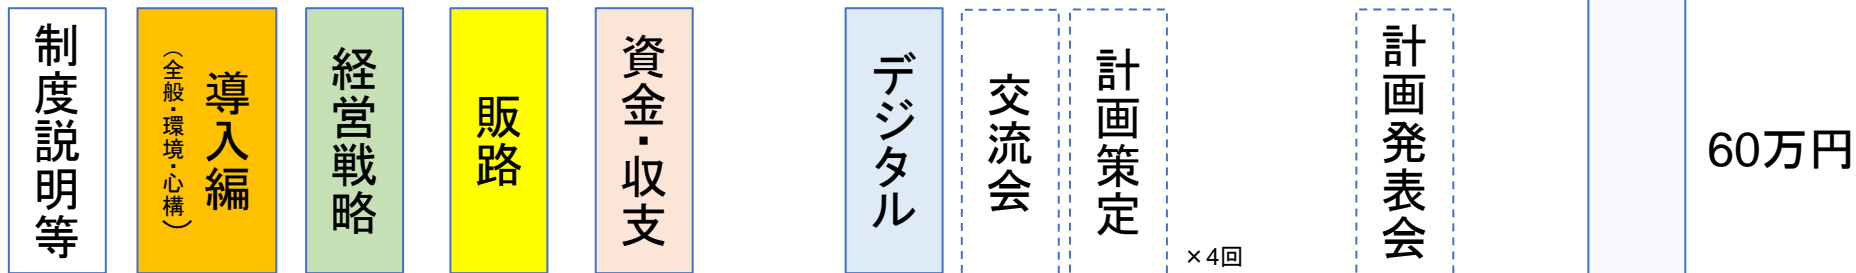 制度説明等
導入編
（全般・環境・心構）
経営戦略
販路
資金・収支
デジタル
交流会
計画策定
×4回
計画発表会
60万円